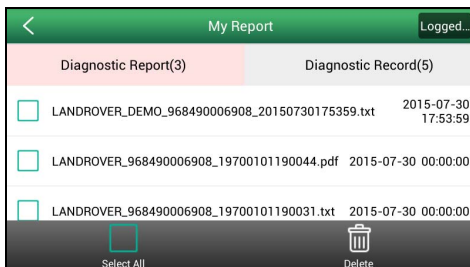 My Report
Logged...
Diagnostic Report(3)
Diagnostic Record(5)
LANDROVER_DEMO_968490006908_20150730175359.txt
2015-07-30
17:53:59
LANDROVER_968490006908_19700101190044.pdf 2015-07-30 00:00:00
LANDROVER_968490006908_19700101190031.txt 2015-07-30 00:00:00
Select All
Delete